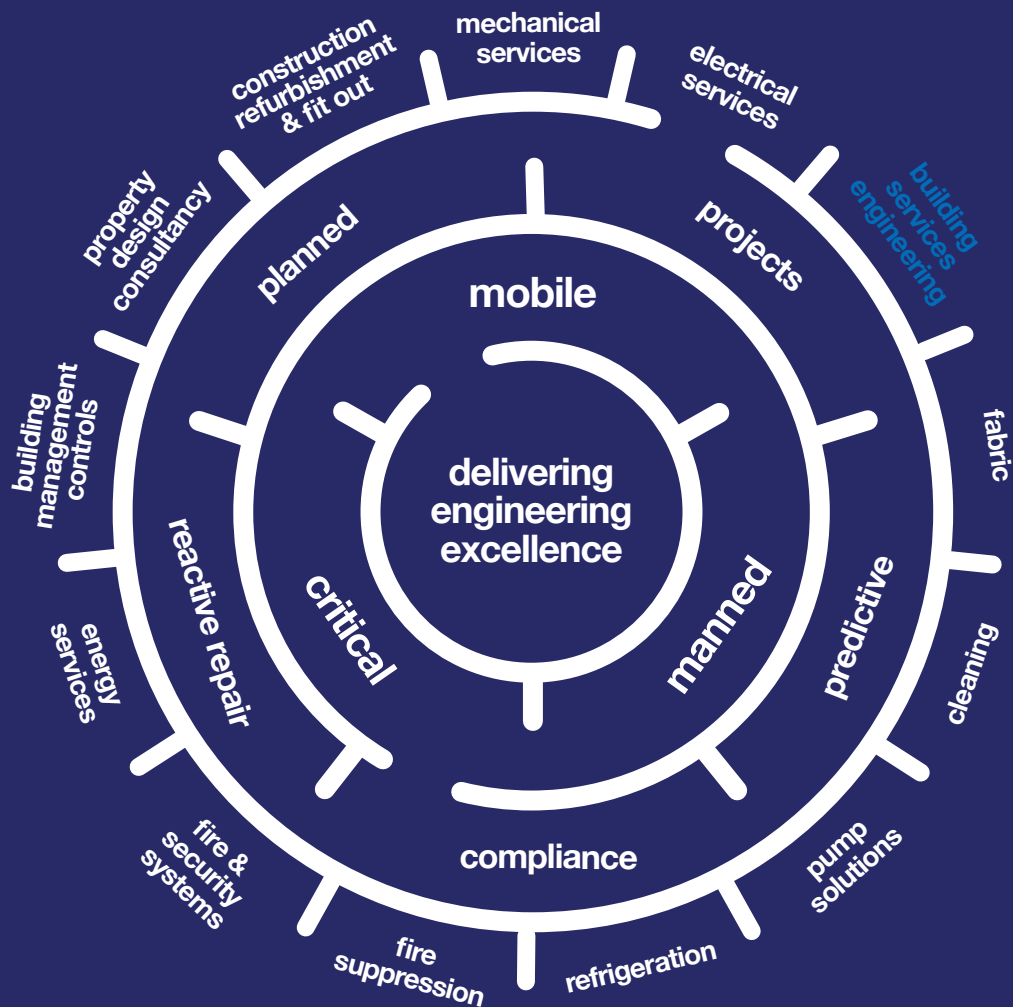 mechanical
services
electrical
services
building
services
engineering
fabric
cleaning
pump
solutions
refrigeration
fire
suppression
fire &
security
systems
energy
services
building
management
controls
property
design
consultancy
construction
refurbishment
& fit out
planned
projects
predictive
compliance
reactive repair
mobile
manned
critical
delivering
engineering
excellence